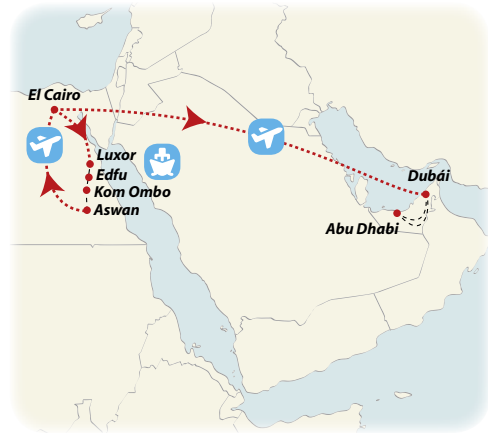 El Cairo
Luxor
Edfu
Kom Ombo
Aswan
Dubái
Abu Dhabi